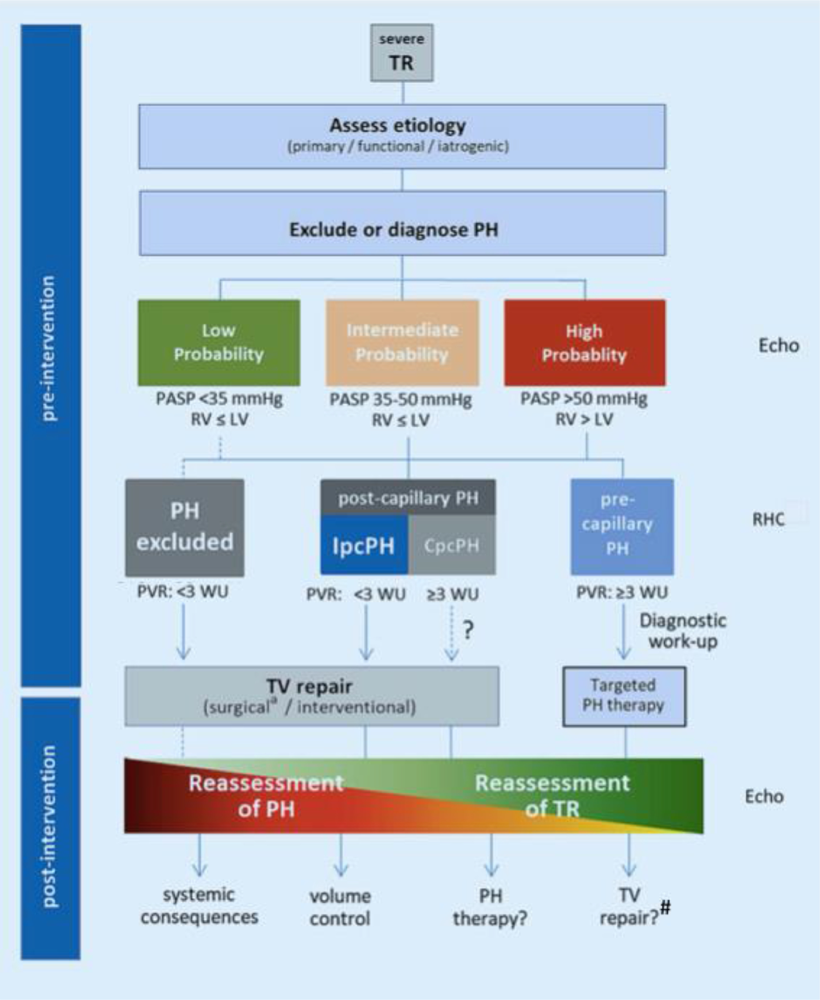 pre-intervention
severe
TR
Assess etiology
(primary / functional / iatrogenic)
Exclude or diagnose PH
Low
Probability
Intermediate
Probability
High
Probablity
Echo
PASP <35 mmHg
RV ≤ LV
PASP 35-50 mmHg
RV ≤ LV
PASP >50 mmHg
RV > LV
PH
excluded
post-capillary PH
IpcPH
CpcPH
pre-
capillary
PH
RHC
PVR: <3 WU
PVR: <3 WU
≥3 WU
PVR: ≥3 WU
?
Diagnostic
work-up
TV repair
(surgicalª / interventional)
Targeted
PH therapy
post-intervention
Reassessment
of PH
Reassessment
of TR
Echo
systemic
consequences
volume
control
PH
therapy?
TV
repair?#